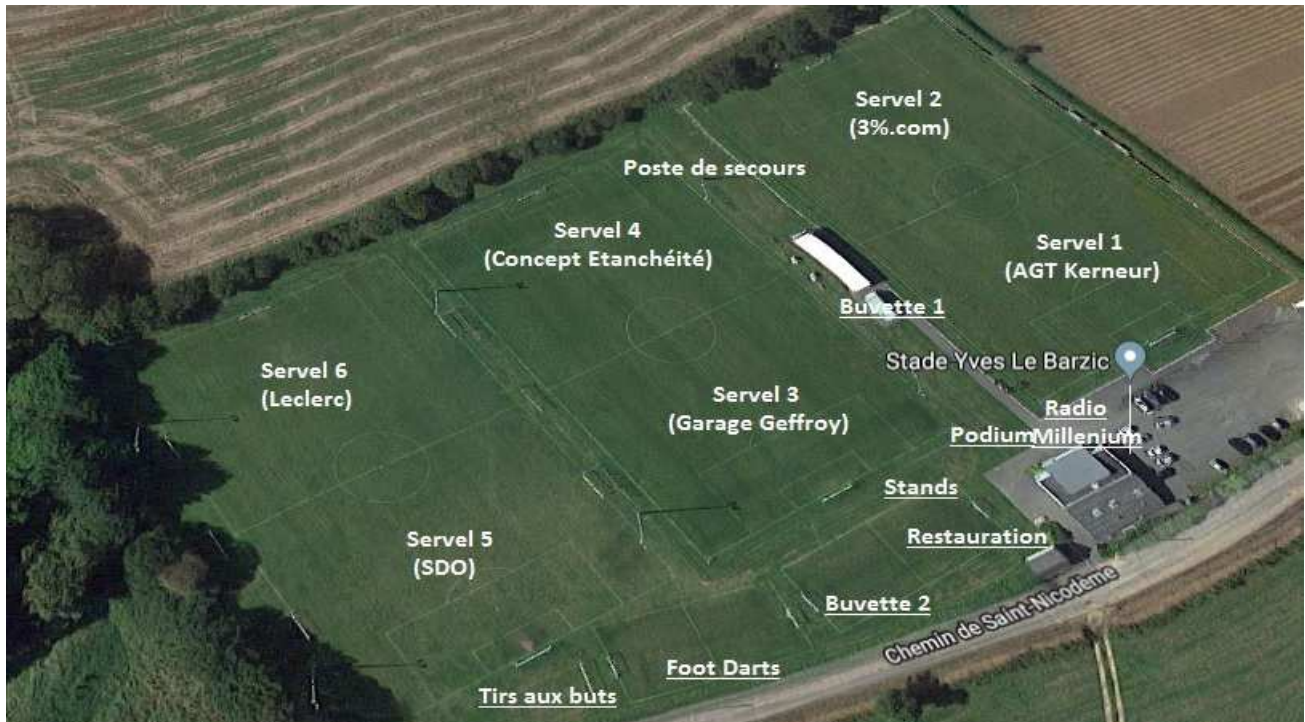 Servel 2
(3%.com)
Poste de secours
Servel 4
(Concept Etanchéité)
Servel 1
(AGT Kerneur)
Buvette 1
Stade Yves Le Barzic
Servel 6
(Leclerc)
Servel 3
(Garage Geffroy)
Radio
Millenium
Podium
Stands
Restauration
Servel 5
(SDO)
Buvette 2
Chemin de Saint-Nicodème
Foot Darts
Tirs aux buts